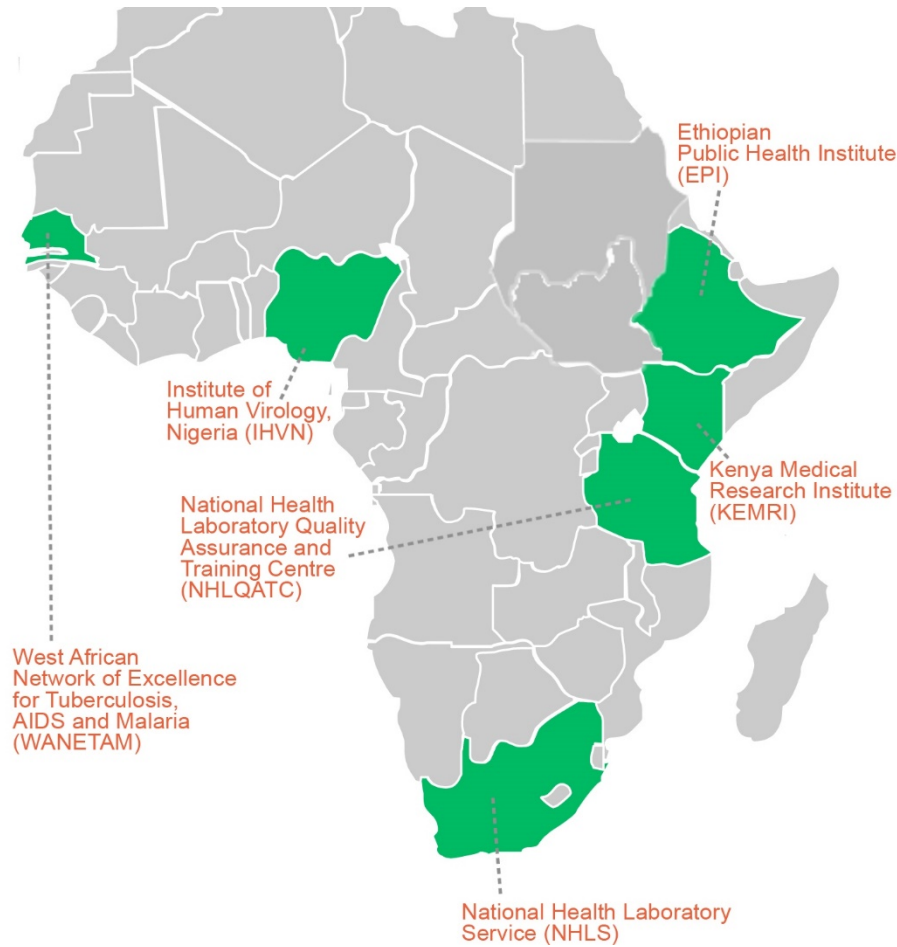 Ethiopian
Public Health Institute
(EPI)
Institute of
Human Virology,
Nigeria (IHVN)
Kenya Medical
Research Institute
(KEMRI)
National Health
Laboratory Quality
Assurance and
Training Centre
(NHLQATC)
West African
Network of Excellence
for Tuberculosis,
AIDS and Malaria
(WANETAM)
National Health Laboratory
Service (NHLS)